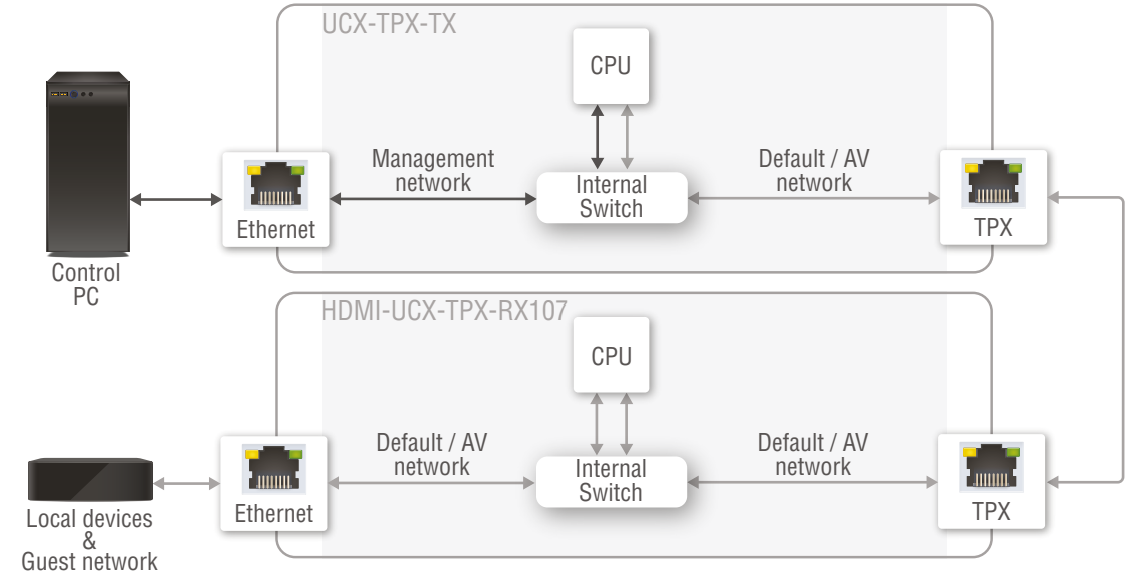 UCX-TPX-TX
CPU
Management
network
Default / AV
network
Internal
Switch
Ethernet
TPX
Control
PC
HDMI-UCX-TPX-RX107
CPU
Default / AV
network
Default / AV
network
Internal
Switch
Ethernet
TPX
Local devices
&
Guest network